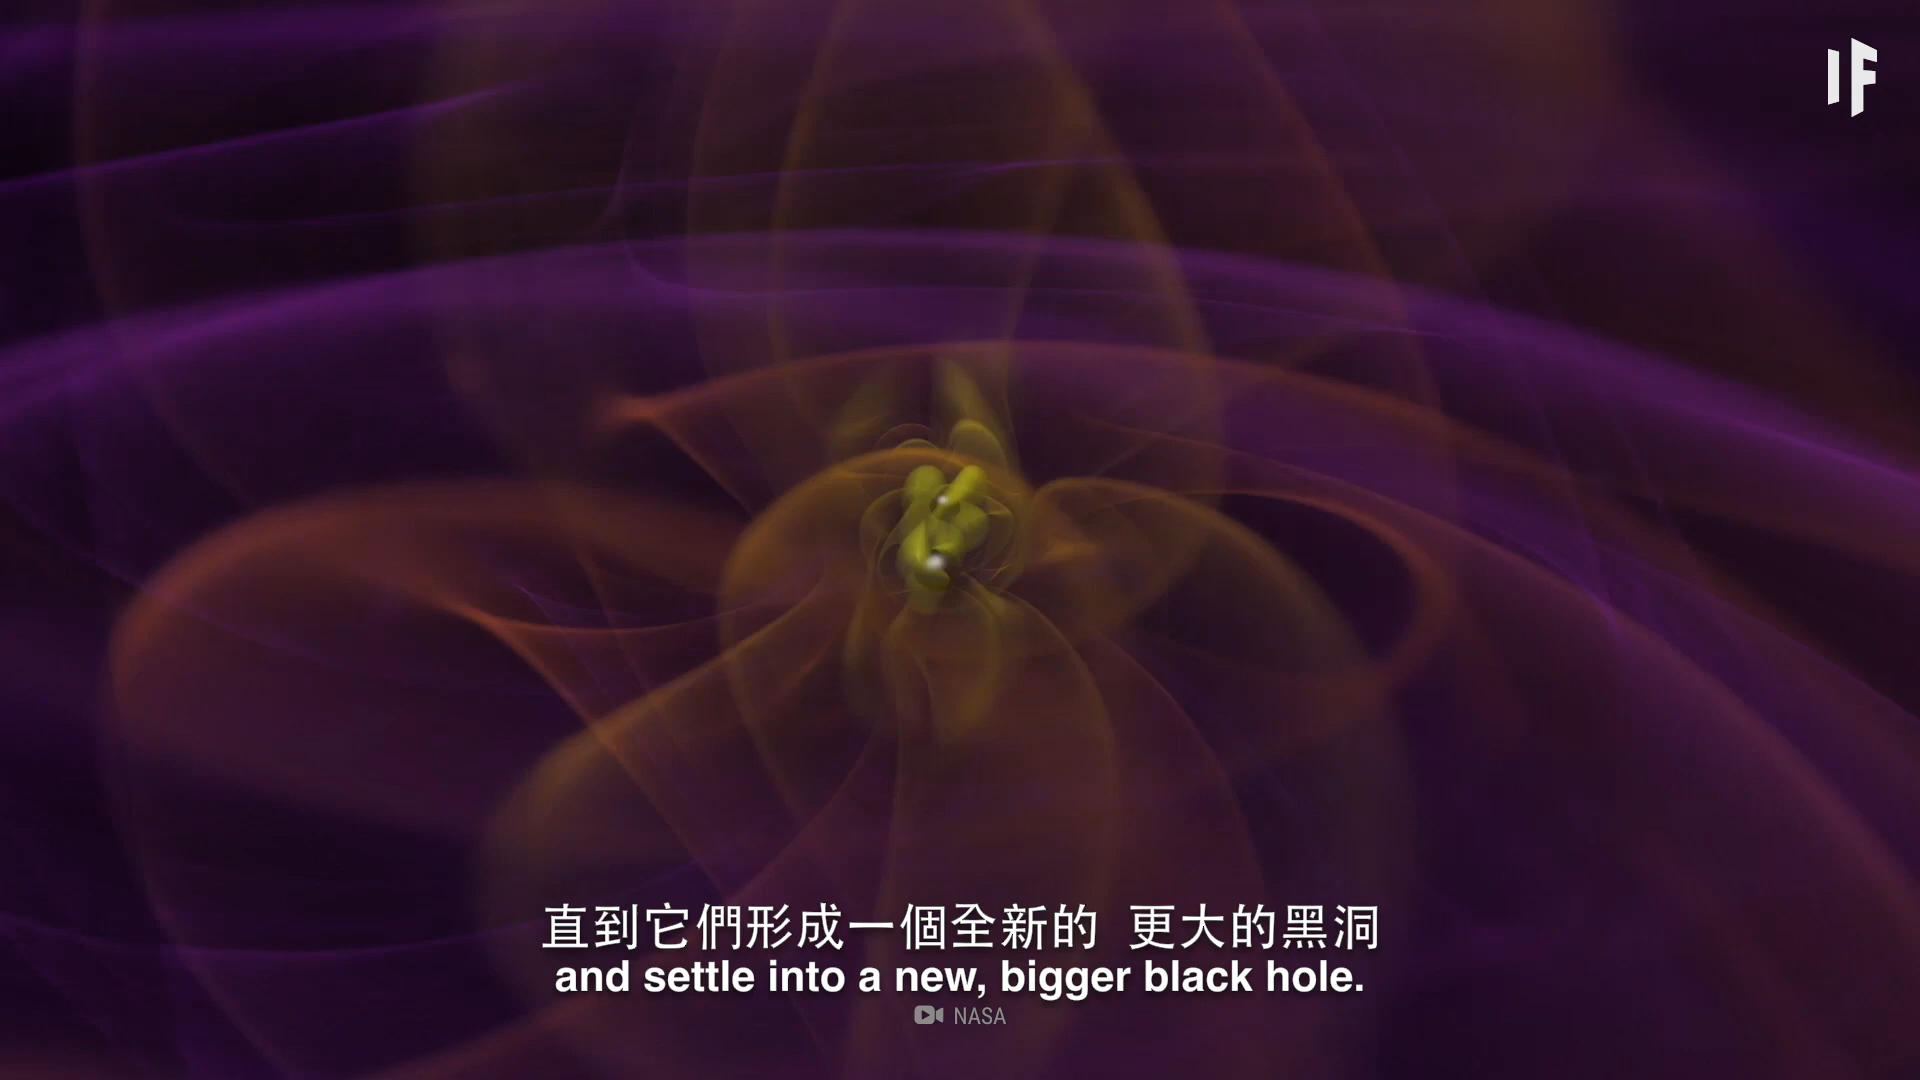 IF
直到它們形成一個全新的 更大的黑洞
and settle into a new, bigger black hole.
NASA